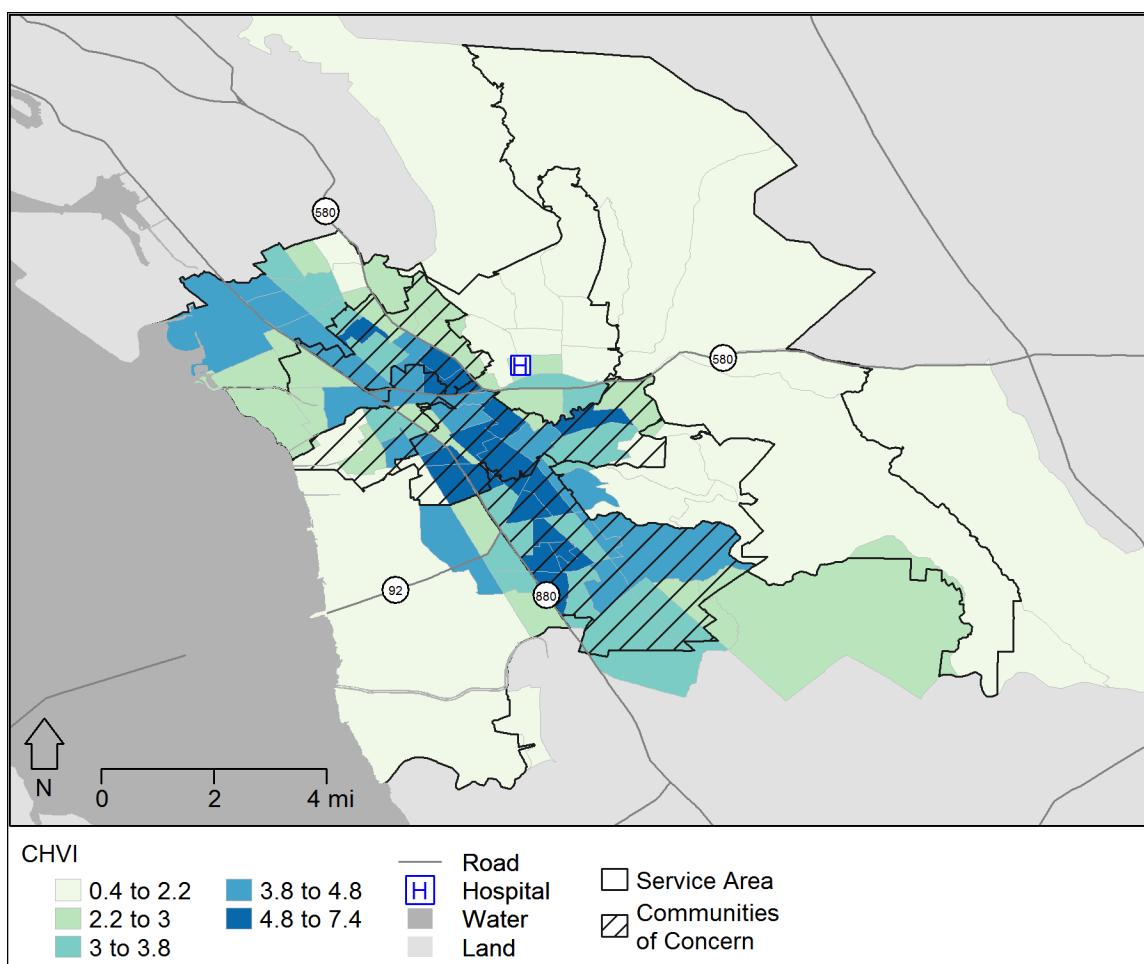 580
580
92
880
H
N
0 2 4 mi
CHVI
0.4 to 2.2
2.2 to 3
3 to 3.8
3.8 to 4.8
4.8 to 7.4
Road
H Hospital
Water
Land
Service Area
Communities
of Concern